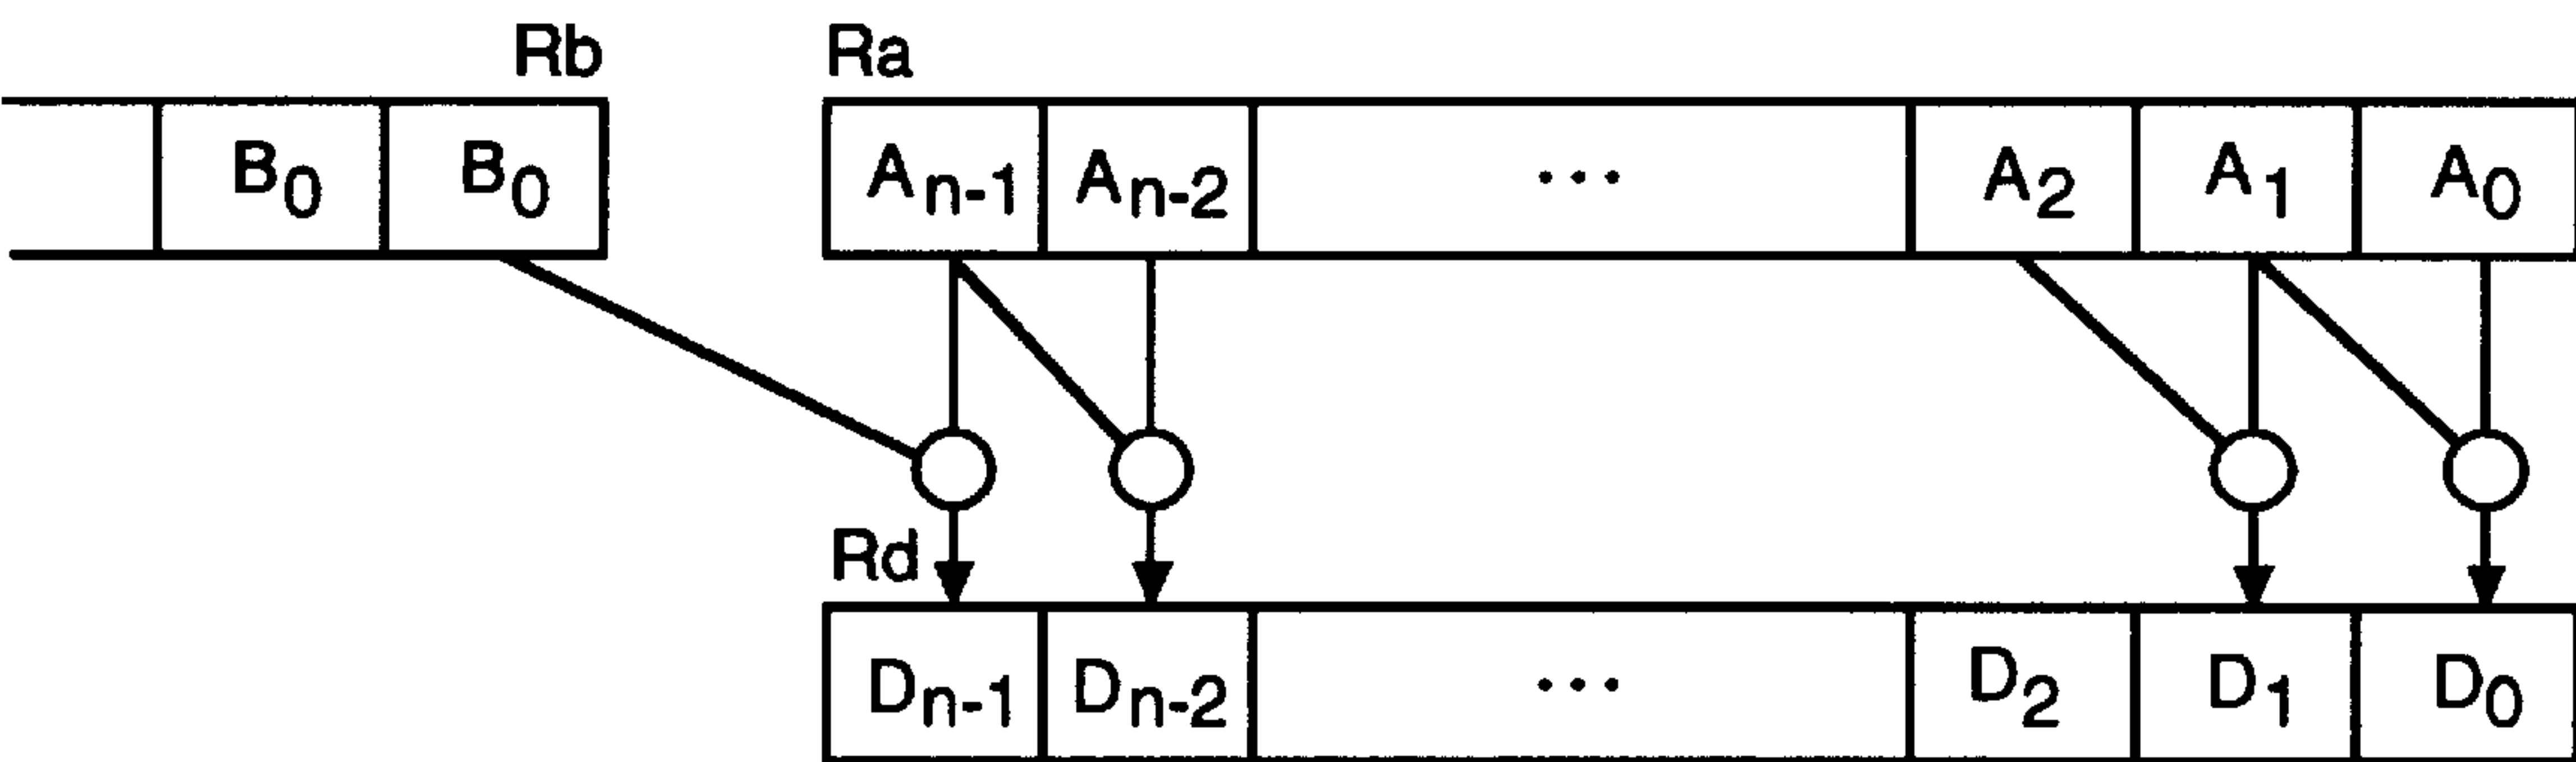 Rb Ra
B0 B0 An-1 An-2 ... A2 A1 A0
Rd
Dn-1 Dn-2 ... D2 D1 D0